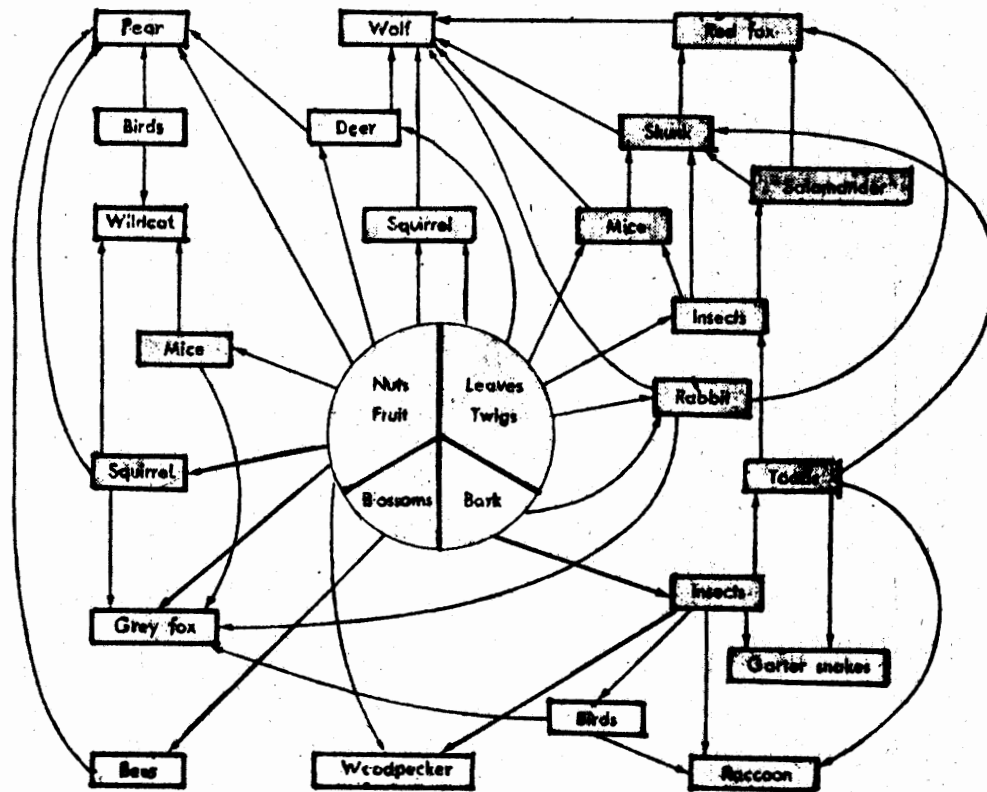 Bear
Wolf
Red fox
Birds
Deer
Skunk
Salamander
Wildcat
Squirrel
Mice
Insects
Mice
Nuts
Fruit
Leaves
Twigs
Rabbit
Squirrel
Toads
Blossoms
Bark
Insects
Grey fox
Garter snakes
Birds
Bees
Woodpecker
Raccoon